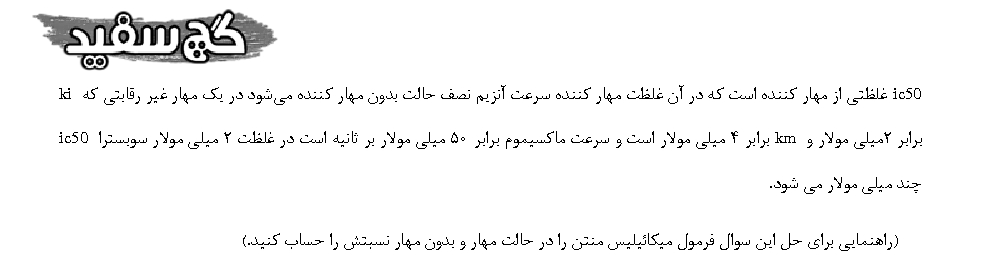 گچ سفید
ic50 غلظتی از مهار کننده است که در آن غلظت مهار کننده سرعت آنزیم نصف حالت بدون مهار کننده می‌شود در یک مهار غیر رقابتی که ki
برابر ۲میلی مولار و km برابر ۴ میلی مولار است و سرعت ماکسیموم برابر ۵۰ میلی مولار بر ثانیه است در غلظت ۲ میلی مولار سوبسترا ic50
چند میلی مولار می شود.
(راهنمایی برای حل این سوال فرمول میکائیلیس منتن را در حالت مهار و بدون مهار نسبتش را حساب کنید.)